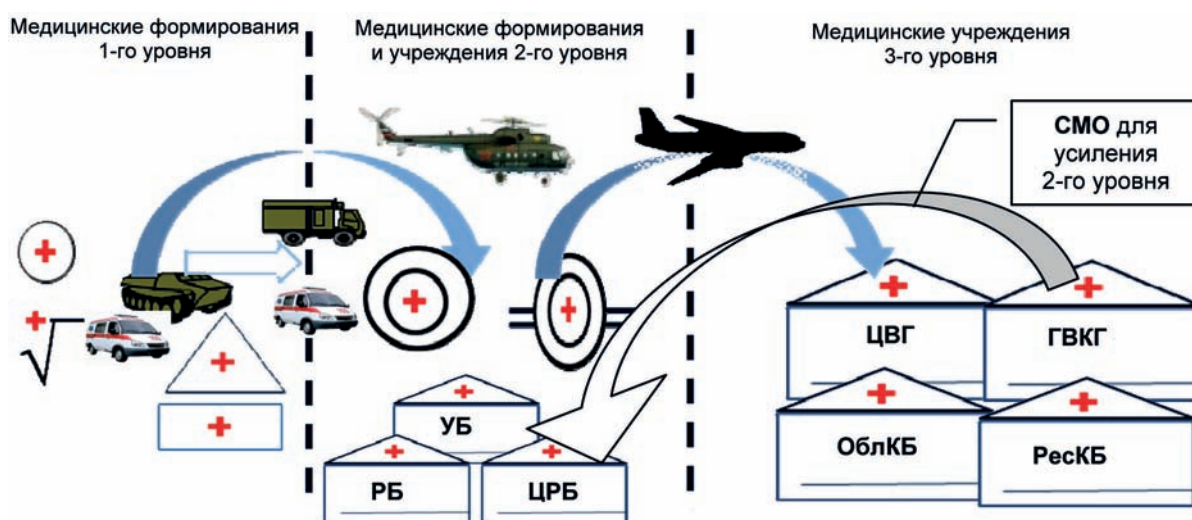 Медицинские формирования
1-го уровня
Медицинские формирования
и учреждения 2-го уровня
Медицинские учреждения
3-го уровня
СМО для
усиления
2-го уровня
ЦВГ
ГВКГ
УБ
ОблКБ
РесКБ
РБ
ЦРБ